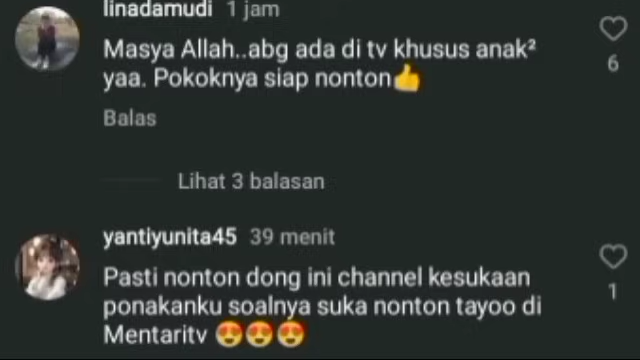 linadamudi 1 jam
Masya Allah..abg ada di tv khusus anak²
yaa. Pokoknya siap nonton👍
6
Balas
Lihat 3 balasan
yantiyunita45 39 menit
Pasti nonton dong ini channel kesukaan
ponakanku soalnya suka nonton tayoo di
Mentaritv 😍😍😍
1